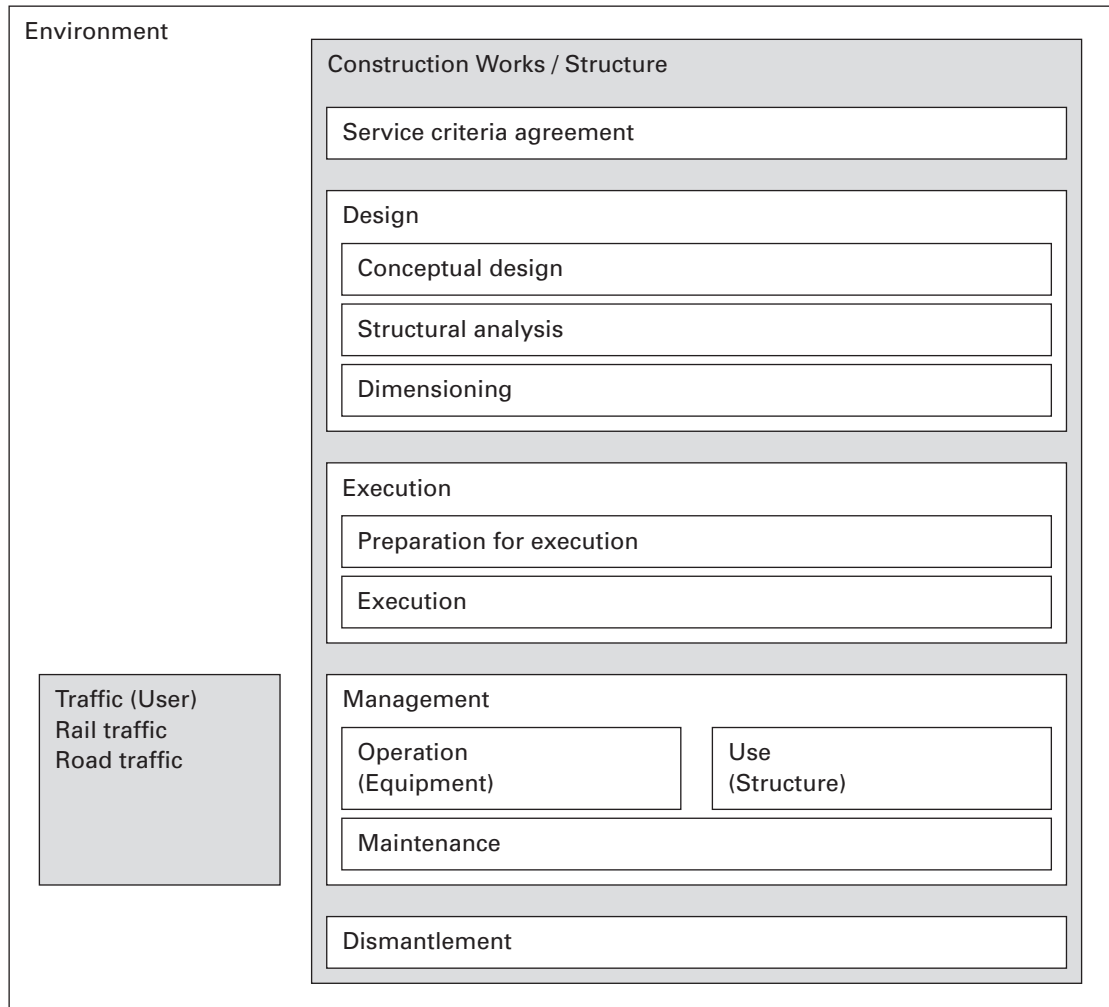 Environment
Construction Works / Structure
Service criteria agreement
Design
Conceptual design
Structural analysis
Dimensioning
Execution
Preparation for execution
Execution
Traffic (User)
Rail traffic
Road traffic
Management
Operation
(Equipment)
Use
(Structure)
Maintenance
Dismantlement